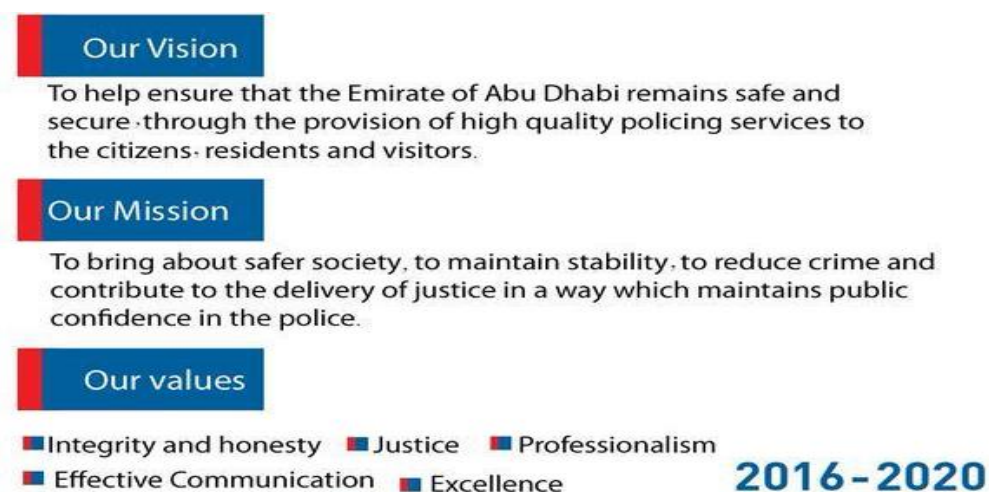 Our Vision
To help ensure that the Emirate of Abu Dhabi remains safe and
secure،through the provision of high quality policing services to
the citizens، residents and visitors.
Our Mission
To bring about safer society, to maintain stability, to reduce crime and
contribute to the delivery of justice in a way which maintains public
confidence in the police.
Our values
Integrity and honesty Justice Professionalism
Effective Communication Excellence 2016-2020